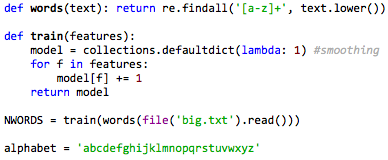 def words(text): return re.findall('[a-z]+', text.lower())
def train(features):
    model = collections.defaultdict(lambda: 1) #smoothing
    for f in features:
        model[f] += 1
    return model
NWORDS = train(words(file('big.txt').read()))
alphabet = 'abcdefghijklmnopqrstuvwxyz'